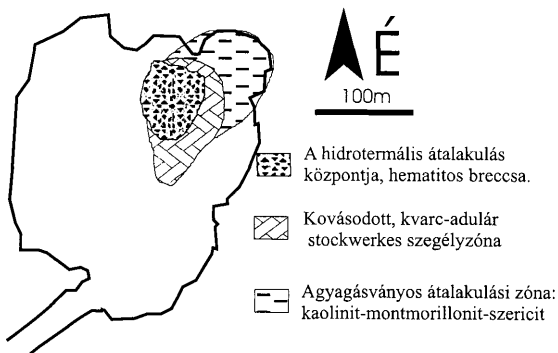 É
100m
A hidrotermális átalakulás
központja, hematitos breccsa.
Kovásodott, kvarc-adulár
stockwerkes szegélyzóna
Agyagásványos átalakulási zóna:
kaolinit-montmorillonit-szericit